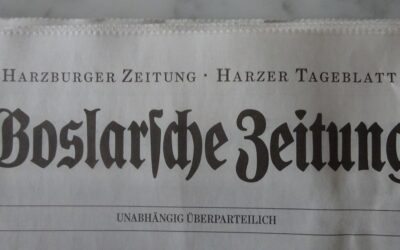 HARZBURGER ZEITUNG · HARZER TAGEBLATT
Goslarſche Zeitung
UNABHÄNGIG ÜBERPARTEILICH